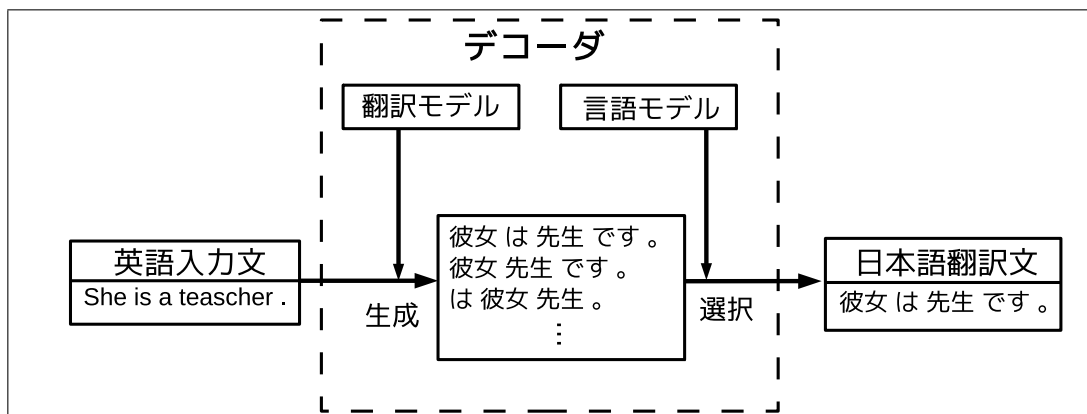 デコーダ
翻訳モデル
言語モデル
英語入力文
She is a teascher .
生成
彼女 は 先生 です 。
彼女 先生 です 。
は 彼女 先生 。
⋮
選択
日本語翻訳文
彼女 は 先生 です 。